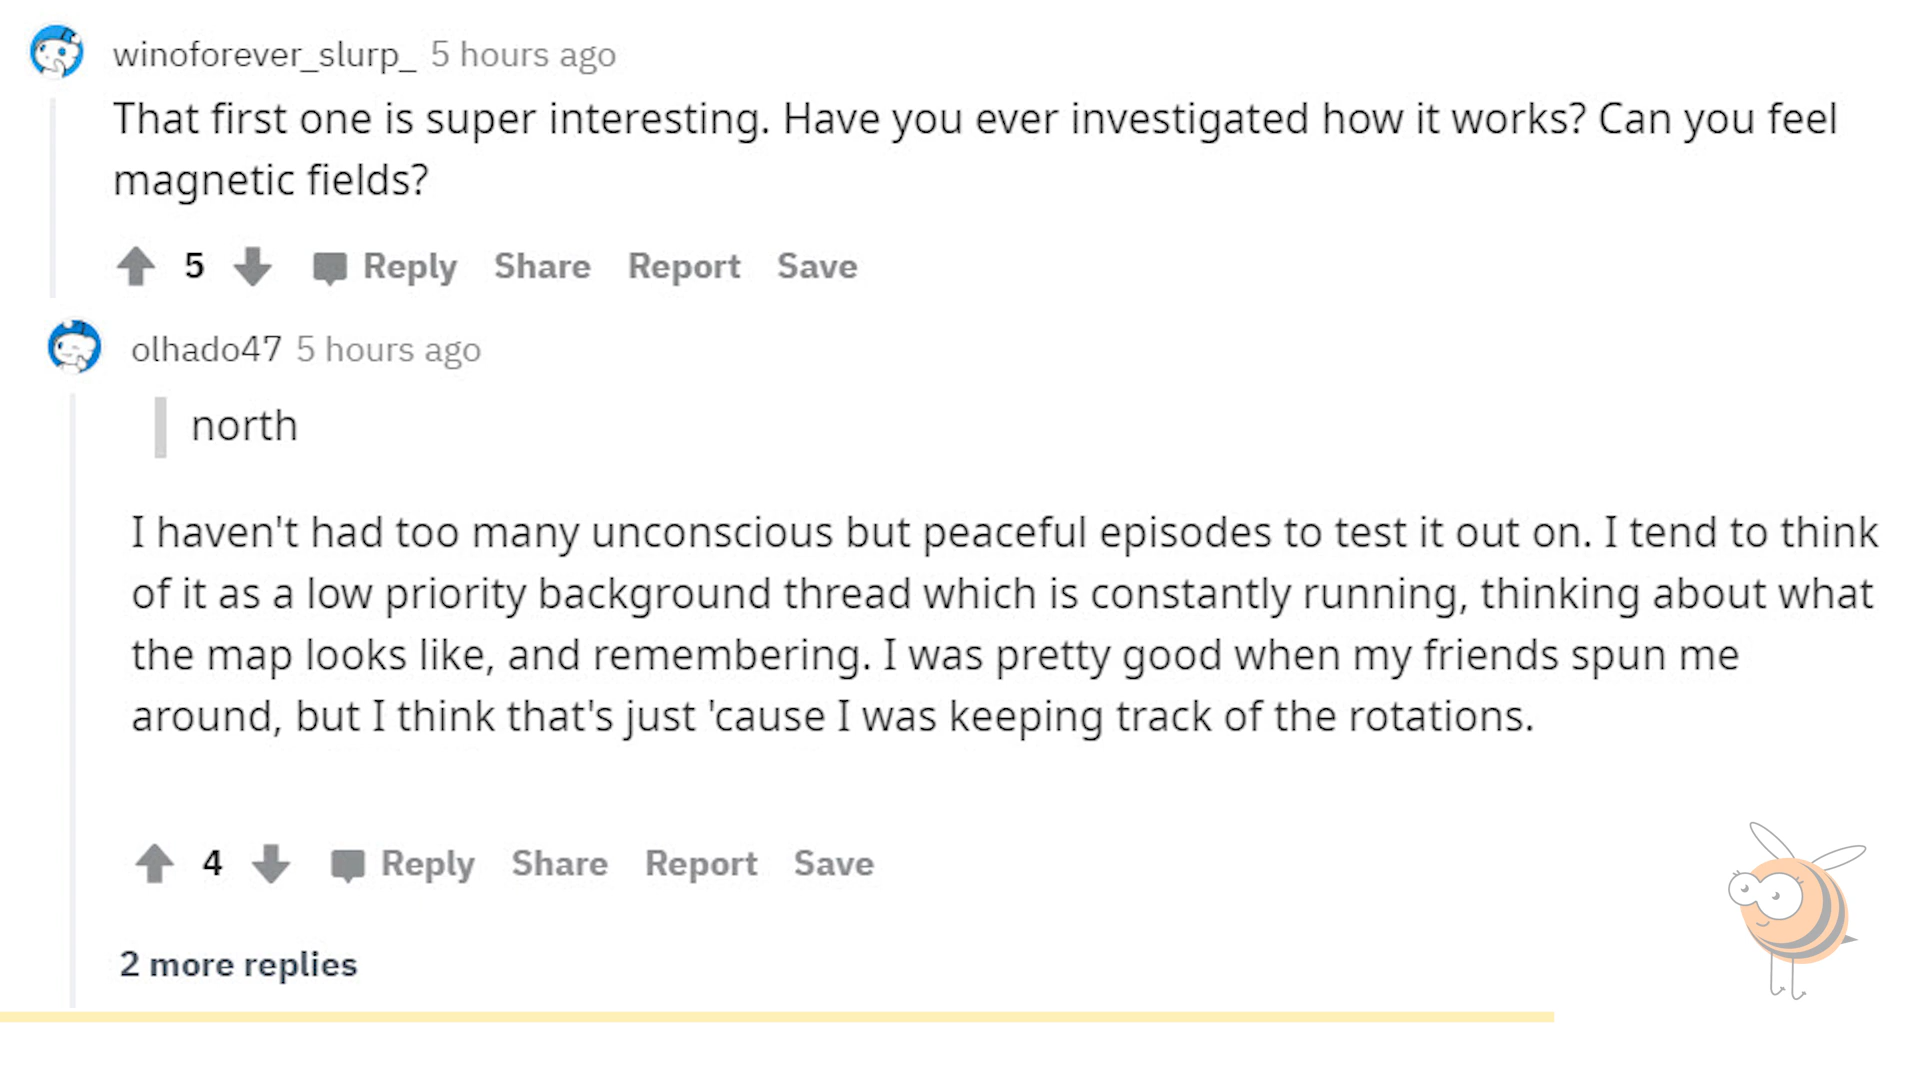 winoforever_slurp_ 5 hours ago
That first one is super interesting. Have you ever investigated how it works? Can you feel
magnetic fields?
5 Reply Share Report Save
olhado47 5 hours ago
north
I haven't had too many unconscious but peaceful episodes to test it out on. I tend to think
of it as a low priority background thread which is constantly running, thinking about what
the map looks like, and remembering. I was pretty good when my friends spun me
around, but I think that's just 'cause I was keeping track of the rotations.
4 Reply Share Report Save
2 more replies